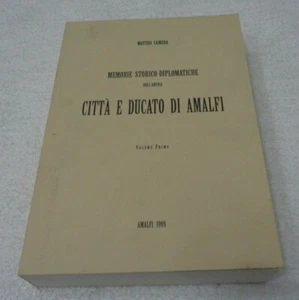 MATTEO CAMERA
MEMORIE STORICO-DIPLOMATICHE
DELL'ANTICA
CITTÀ E DUCATO DI AMALFI
VOLUME PRIMO
AMALFI 1999